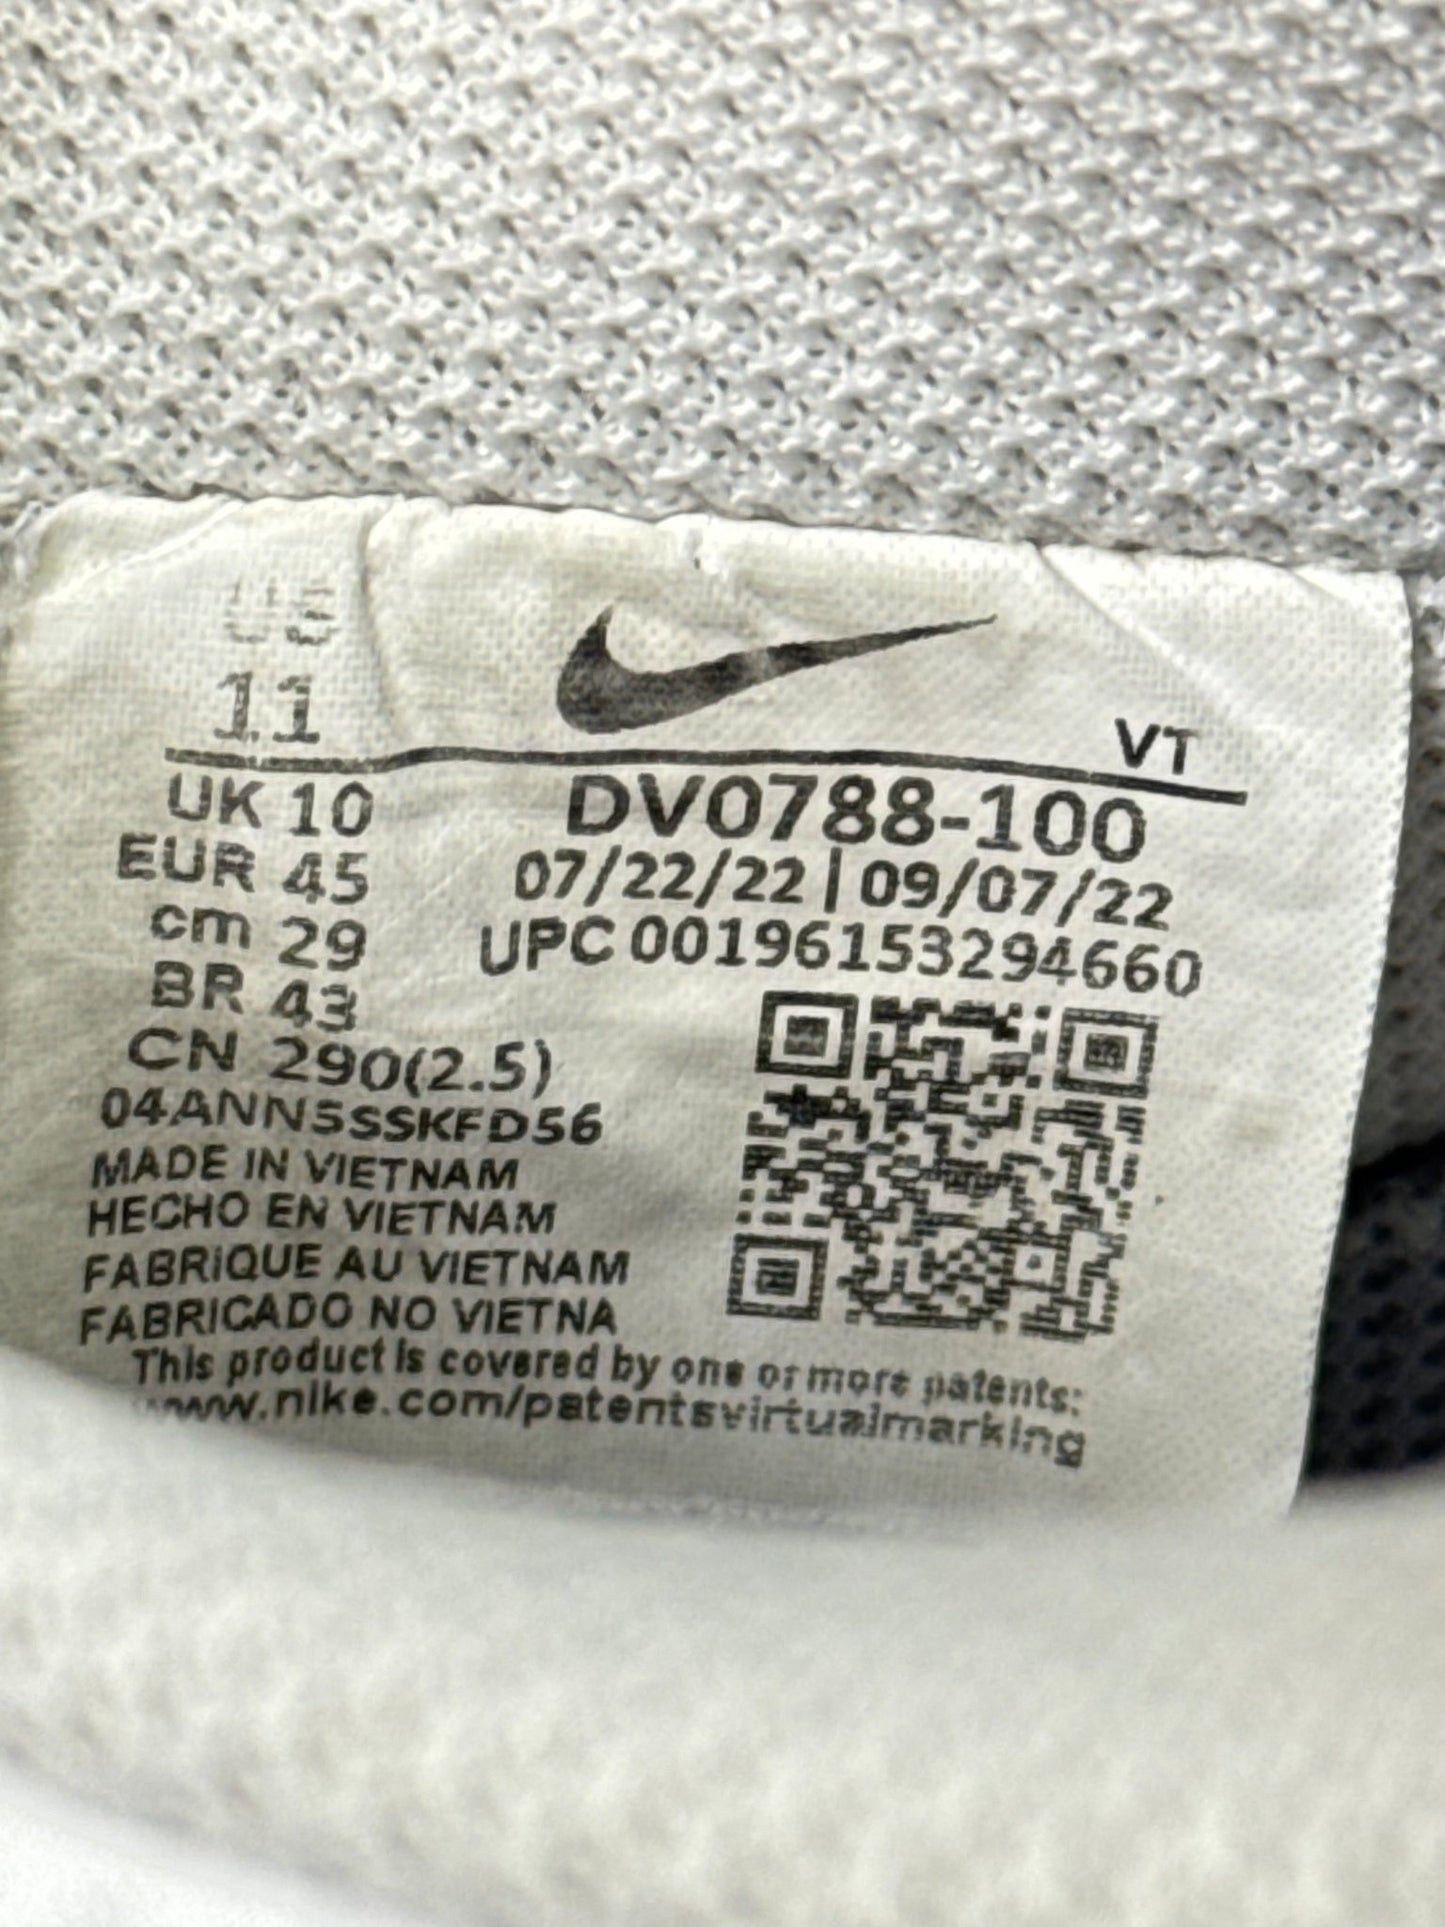 US
11
VT
UK 10
EUR 45
cm 29
BR 43
CN 290(2.5)
DV0788-100
07/22/22 | 09/07/22
UPC 00196153294660
04ANN5SSKFD56
MADE IN VIETNAM
HECHO EN VIETNAM
FABRIQUE AU VIETNAM
FABRICADO NO VIETNA
This product is covered by one or more patents:
www.nike.com/patentsvirtualmarking